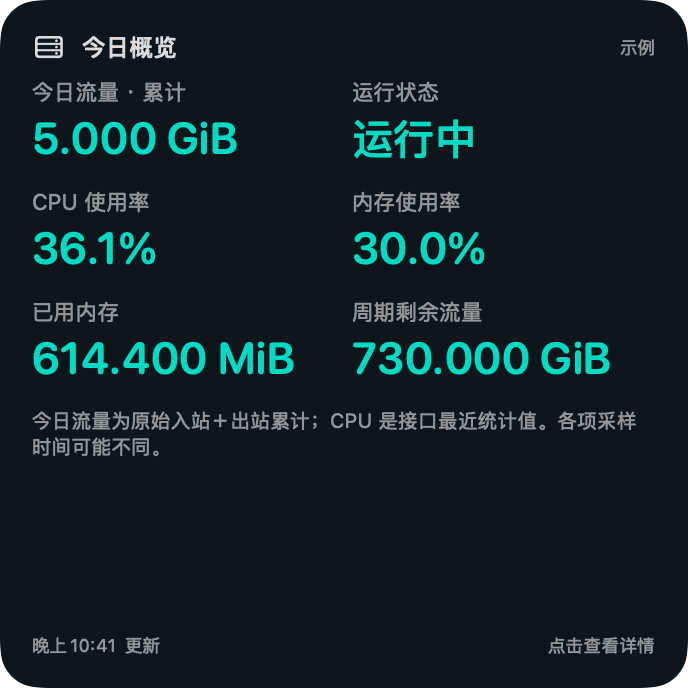 今日概览
示例
今日流量 · 累计
运行状态
5.000 GiB
运行中
CPU 使用率
内存使用率
36.1%
30.0%
已用内存
周期剩余流量
614.400 MiB
730.000 GiB
今日流量为原始入站＋出站累计；CPU 是接口最近统计值。各项采样
时间可能不同。
晚上 10:41 更新
点击查看详情